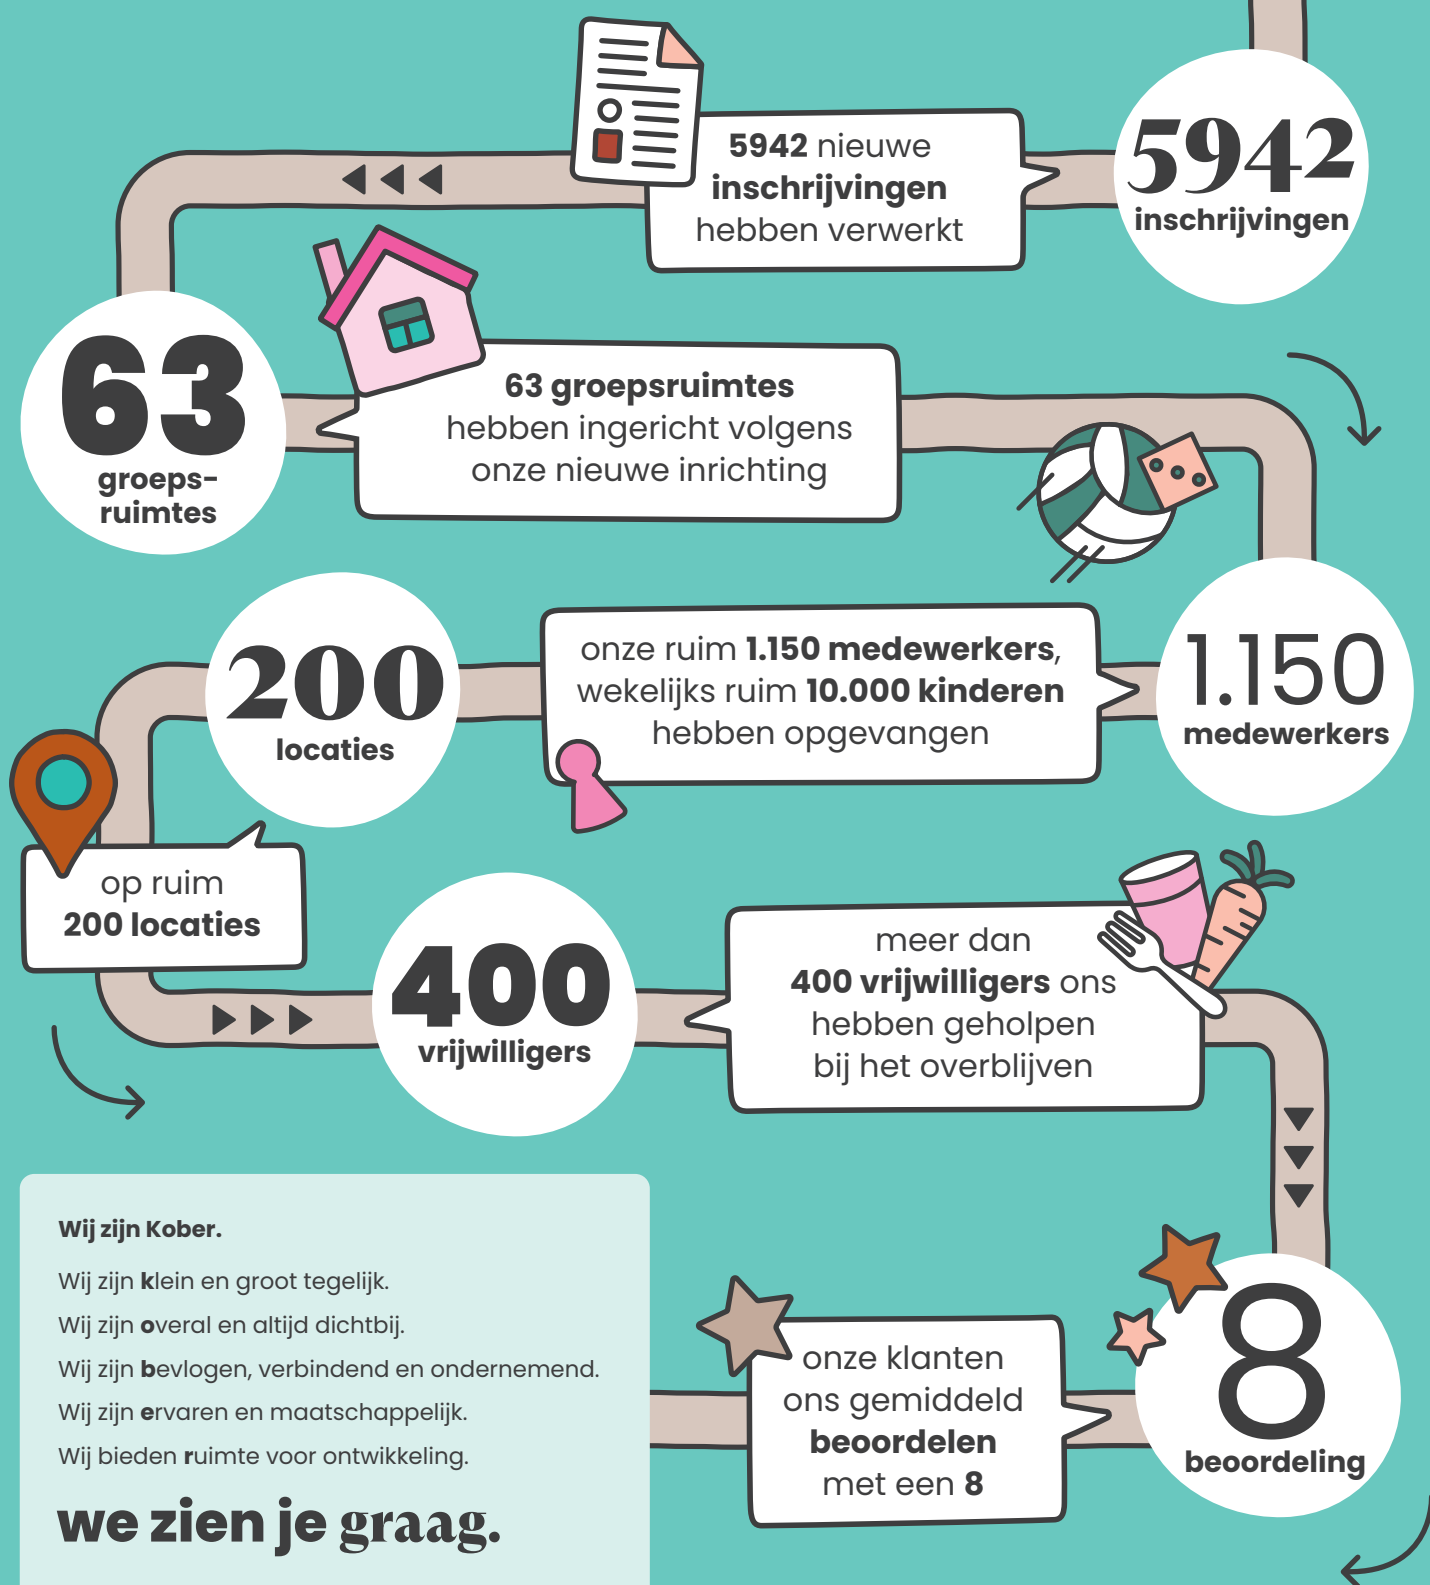 5942 nieuwe
inschrijvingen
hebben verwerkt
5942
inschrijvingen
63
groeps-
ruimtes
63 groepsruimtes
hebben ingericht volgens
onze nieuwe inrichting
onze ruim 1.150 medewerkers,
wekelijks ruim 10.000 kinderen
hebben opgevangen
1.150
medewerkers
200
locaties
op ruim
200 locaties
400
vrijwilligers
meer dan
400 vrijwilligers ons
hebben geholpen
bij het overblijven
8
beoordeling
onze klanten
ons gemiddeld
beoordelen
met een 8
Wij zijn Kober.
Wij zijn klein en groot tegelijk.
Wij zijn overal en altijd dichtbij.
Wij zijn bevlogen, verbindend en ondernemend.
Wij zijn ervaren en maatschappelijk.
Wij bieden ruimte voor ontwikkeling.
we zien je graag.